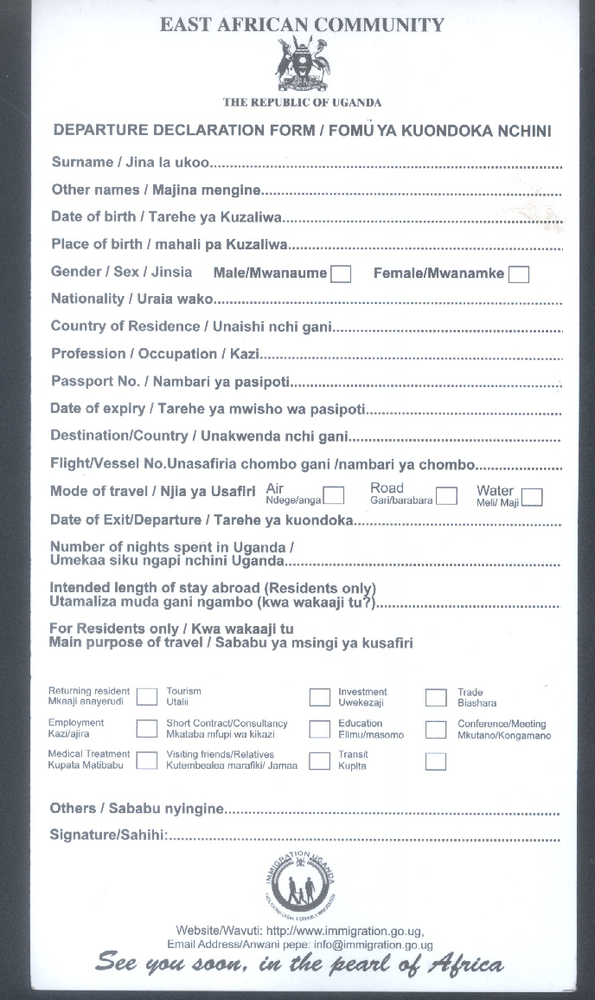 EAST AFRICAN COMMUNITY
THE REPUBLIC OF UGANDA
DEPARTURE DECLARATION FORM / FOMU YA KUONDOKA NCHINI
Surname / Jina la ukoo
Other names / Majina mengine
Date of birth / Tarehe ya Kuzaliwa
Place of birth / mahali pa Kuzaliwa
Gender / Sex / Jinsia Male/Mwanaume Female/Mwanamke
Nationality / Uraia wako
Country of Residence / Unaishi nchi gani
Profession / Occupation / Kazi
Passport No. / Nambari ya pasipoti
Date of expiry / Tarehe ya mwisho wa pasipoti
Destination/Country / Unakwenda nchi gani
Flight/Vessel No.Unasafiria chombo gani /nambari ya chombo
Mode of travel / Njia ya Usafiri Air Road Water
Ndege/anga Gari/barabara Meli/ Maji
Date of Exit/Departure / Tarehe ya kuondoka
Number of nights spent in Uganda /
Umekaa siku ngapi nchini Uganda
Intended length of stay abroad (Residents only)
Utamaliza muda gani ngambo (kwa wakaaji tu?)
For Residents only / Kwa wakaaji tu
Main purpose of travel / Sababu ya msingi ya kusafiri
Returning resident Tourism Investment Trade
Mkaaji anayerudi Utalii Uwekezaji Biashara
Employment Short Contract/Consultancy Education Conference/Meeting
Kazi/ajira Mkataba mfupi wa kikazi Elimu/masomo Mkutano/Kongamano
Medical Treatment Visiting friends/Relatives Transit
Kupata Matibabu Kutembealea marafiki/ Jamaa Kupita
Others / Sababu nyingine
Signature/Sahihi:
IMMIGRATION UGANDA
Website/Wavuti: http://www.immigration.go.ug,
Email Address/Anwani pepe: info@immigration.go.ug
See you soon, in the pearl of Africa